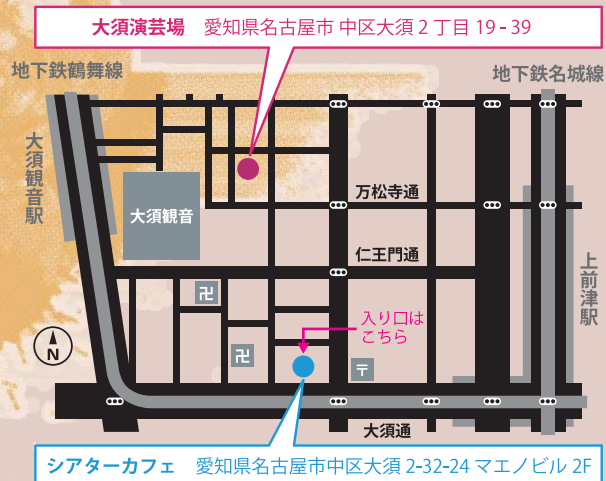 大須演芸場 愛知県名古屋市 中区大須 2 丁目 19 - 39
地下鉄鶴舞線
地下鉄名城線
大須観音駅
大須観音
万松寺通
仁王門通
上前津駅
卍
卍
入り口は
こちら
〒
N
大須通
シアターカフェ 愛知県名古屋市中区大須 2-32-24 マエノビル 2F